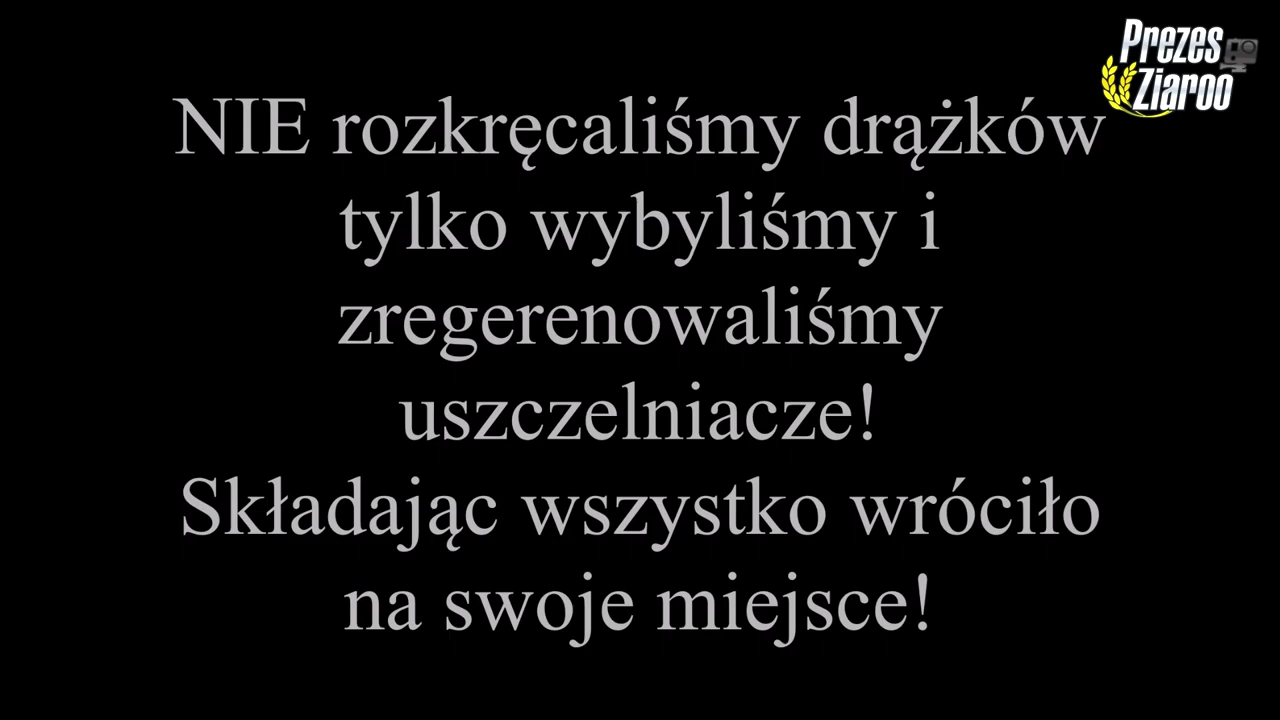 Prezes
Ziaroo
NIE rozkręcaliśmy drążków
tylko wybyliśmy i
zregerenowaliśmy
uszczelniacze!
Składając wszystko wróciło
na swoje miejsce!